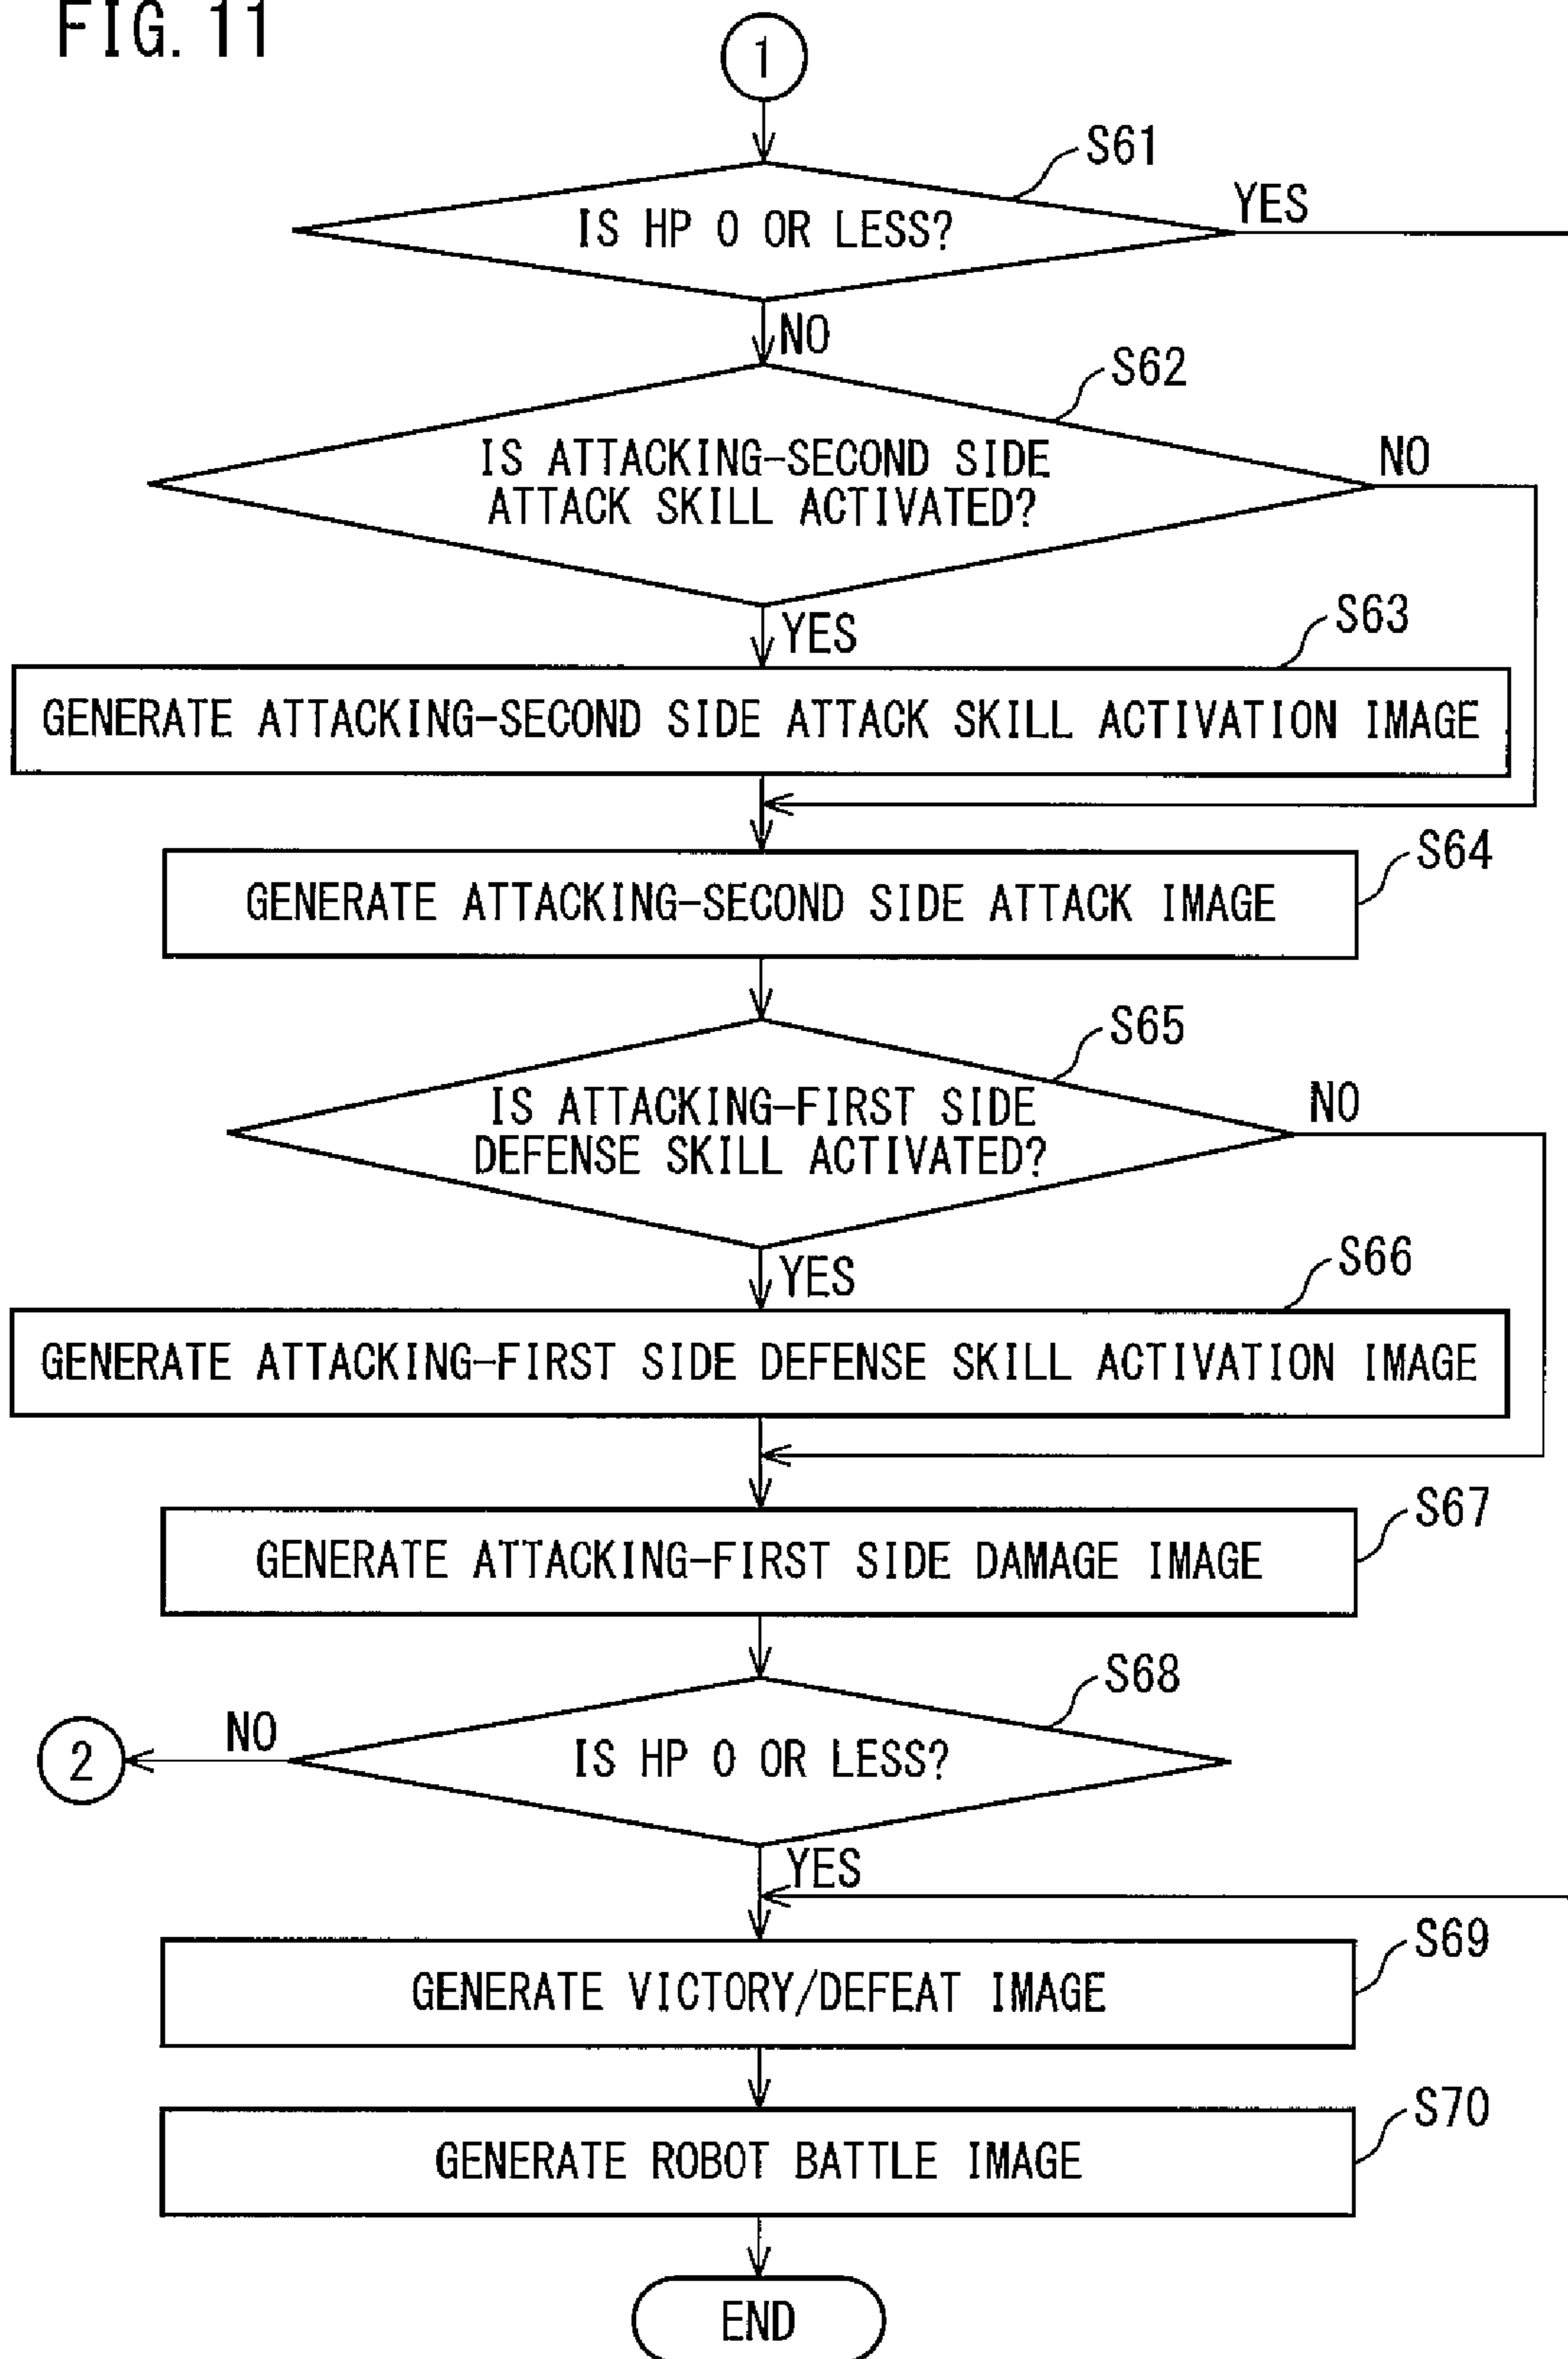 FIG. 11
1
S61
IS HP 0 OR LESS?
YES
NO
S62
IS ATTACKING-SECOND SIDE
ATTACK SKILL ACTIVATED?
NO
YES
S63
GENERATE ATTACKING-SECOND SIDE ATTACK SKILL ACTIVATION IMAGE
S64
GENERATE ATTACKING-SECOND SIDE ATTACK IMAGE
S65
IS ATTACKING-FIRST SIDE
DEFENSE SKILL ACTIVATED?
NO
YES
S66
GENERATE ATTACKING-FIRST SIDE DEFENSE SKILL ACTIVATION IMAGE
S67
GENERATE ATTACKING-FIRST SIDE DAMAGE IMAGE
S68
IS HP 0 OR LESS?
NO
2
YES
S69
GENERATE VICTORY/DEFEAT IMAGE
S70
GENERATE ROBOT BATTLE IMAGE
END